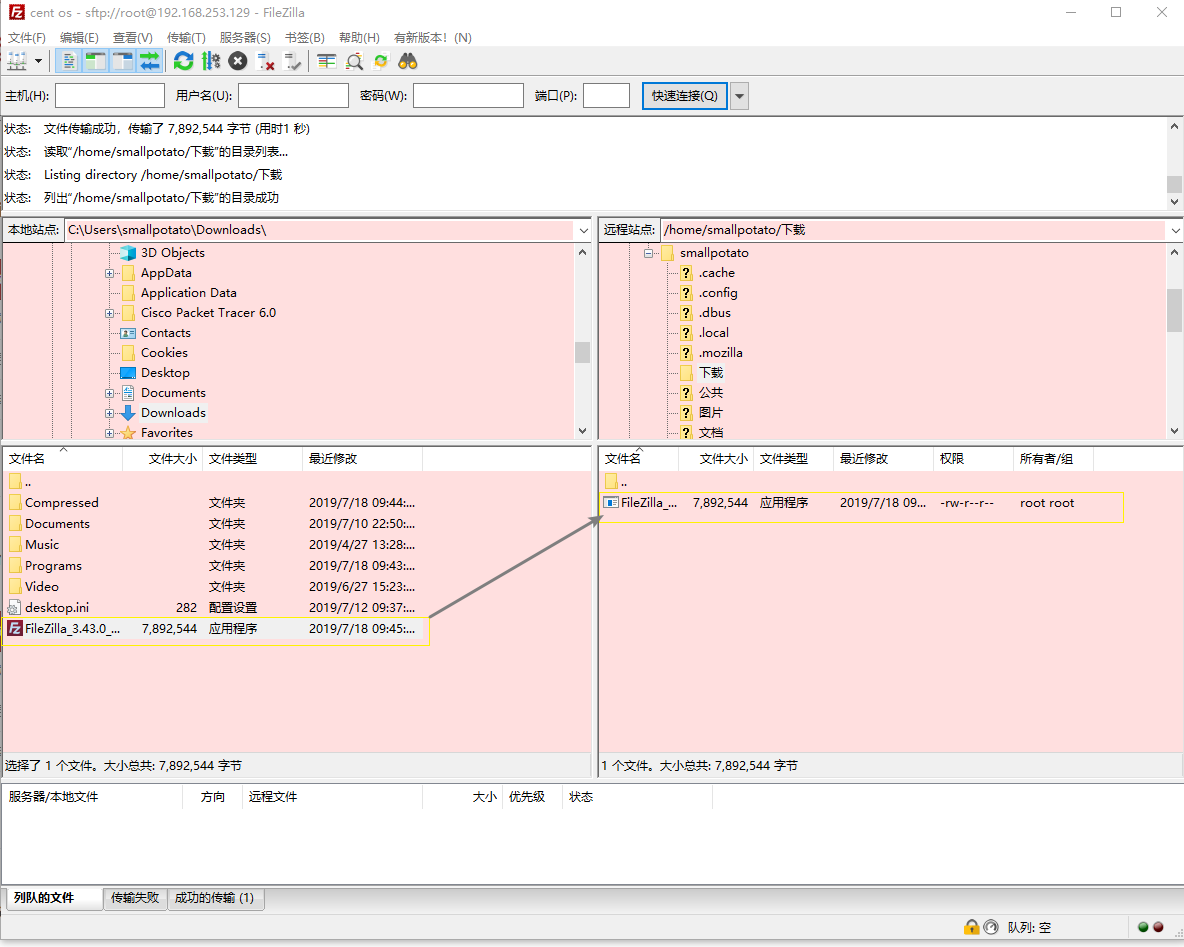 cent os - sftp://root@192.168.253.129 - FileZilla
文件(F) 编辑(E) 查看(V) 传输(T) 服务器(S) 书签(B) 帮助(H) 有新版本！(N)
主机(H): 用户名(U): 密码(W): 端口(P): 快速连接(Q)
状态: 文件传输成功，传输了 7,892,544 字节 (用时1 秒)
状态: 读取“/home/smallpotato/下载”的目录列表...
状态: Listing directory /home/smallpotato/下载
状态: 列出“/home/smallpotato/下载”的目录成功
本地站点: C:\Users\smallpotato\Downloads\
3D Objects
AppData
Application Data
Cisco Packet Tracer 6.0
Contacts
Cookies
Desktop
Documents
Downloads
Favorites
远程站点: /home/smallpotato/下载
smallpotato
.cache
.config
.dbus
.local
.mozilla
下载
公共
图片
文档
文件名 文件大小 文件类型 最近修改
..
Compressed 文件夹 2019/7/18 09:44:...
Documents 文件夹 2019/7/10 22:50:...
Music 文件夹 2019/4/27 13:28:...
Programs 文件夹 2019/7/18 09:43:...
Video 文件夹 2019/6/27 15:23:...
desktop.ini 282 配置设置 2019/7/12 09:37:...
FileZilla_3.43.0_... 7,892,544 应用程序 2019/7/18 09:45:...
选择了 1 个文件。大小总共: 7,892,544 字节
文件名 文件大小 文件类型 最近修改 权限 所有者/组
..
FileZilla_... 7,892,544 应用程序 2019/7/18 09... -rw-r--r-- root root
1 个文件。大小总共: 7,892,544 字节
服务器/本地文件 方向 远程文件 大小 优先级 状态
列队的文件 传输失败 成功的传输 (1)
队列: 空